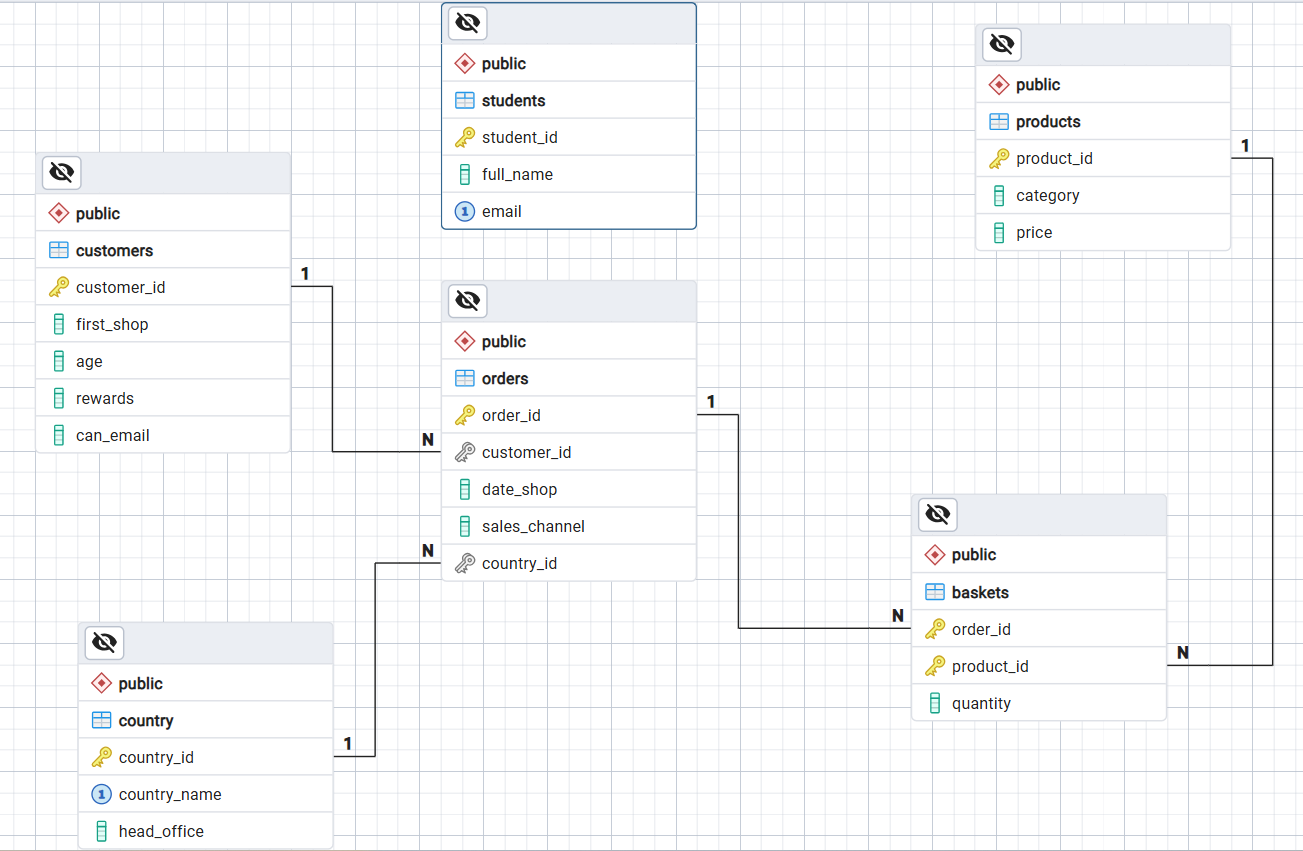 public
students
student_id
full_name
1 email
public
products
product_id
category
price
1
public
customers
customer_id
first_shop
age
rewards
can_email
1
public
orders
order_id
customer_id
date_shop
sales_channel
country_id
N
N
1
public
baskets
order_id
product_id
quantity
N
N
public
country
country_id
1 country_name
head_office
1